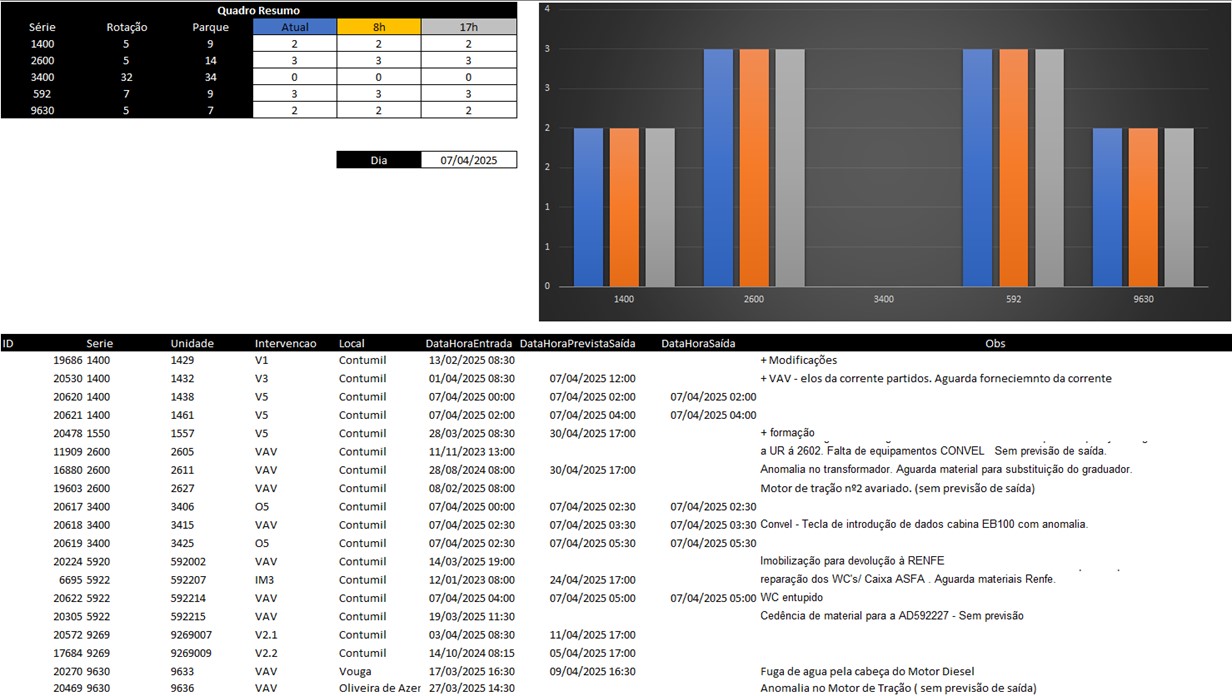 Quadro Resumo
Série Rotação Parque Atual 8h 17h
1400 5 9 2 2 2
2600 5 14 3 3 3
3400 32 34 0 0 0
592 7 9 3 3 3
9630 5 7 2 2 2
Dia 07/04/2025
4
3
3
2
2
1
1
0
1400 2600 3400 592 9630
ID Serie Unidade Intervencao Local DataHoraEntrada DataHoraPrevistaSaída DataHoraSaída Obs
19686 1400 1429 V1 Contumil 13/02/2025 08:30 + Modificações
20530 1400 1432 V3 Contumil 01/04/2025 08:30 07/04/2025 12:00 + VAV - elos da corrente partidos. Aguarda forneciemnto da corrente
20620 1400 1438 V5 Contumil 07/04/2025 00:00 07/04/2025 02:00 07/04/2025 02:00
20621 1400 1461 V5 Contumil 07/04/2025 02:00 07/04/2025 04:00 07/04/2025 04:00
20478 1550 1557 V5 Contumil 28/03/2025 08:30 30/04/2025 17:00 + formação
11909 2600 2605 VAV Contumil 11/11/2023 13:00 a UR á 2602. Falta de equipamentos CONVEL Sem previsão de saída.
16880 2600 2611 VAV Contumil 28/08/2024 08:00 30/04/2025 17:00 Anomalia no transformador. Aguarda material para substituição do graduador.
19603 2600 2627 VAV Contumil 08/02/2025 08:00 Motor de tração nº2 avariado. (sem previsão de saída)
20617 3400 3406 O5 Contumil 07/04/2025 00:00 07/04/2025 02:30 07/04/2025 02:30
20618 3400 3415 VAV Contumil 07/04/2025 02:30 07/04/2025 03:30 07/04/2025 03:30 Convel - Tecla de introdução de dados cabina EB100 com anomalia.
20619 3400 3425 O5 Contumil 07/04/2025 02:30 07/04/2025 05:30 07/04/2025 05:30
20224 5920 592002 VAV Contumil 14/03/2025 19:00 Imobilização para devolução à RENFE
6695 5922 592207 IM3 Contumil 12/01/2023 08:00 24/04/2025 17:00 reparação dos WC's/ Caixa ASFA . Aguarda materiais Renfe.
20622 5922 592214 VAV Contumil 07/04/2025 04:00 07/04/2025 05:00 07/04/2025 05:00 WC entupido
20305 5922 592215 VAV Contumil 19/03/2025 11:30 Cedência de material para a AD592227 - Sem previsão
20572 9269 9269007 V2.1 Contumil 03/04/2025 08:30 11/04/2025 17:00
17684 9269 9269009 V2.2 Contumil 14/10/2024 08:15 05/04/2025 17:00
20270 9630 9633 VAV Vouga 17/03/2025 16:30 09/04/2025 16:30 Fuga de agua pela cabeça do Motor Diesel
20469 9630 9636 VAV Oliveira de Azer 27/03/2025 14:30 Anomalia no Motor de Tração ( sem previsão de saída)